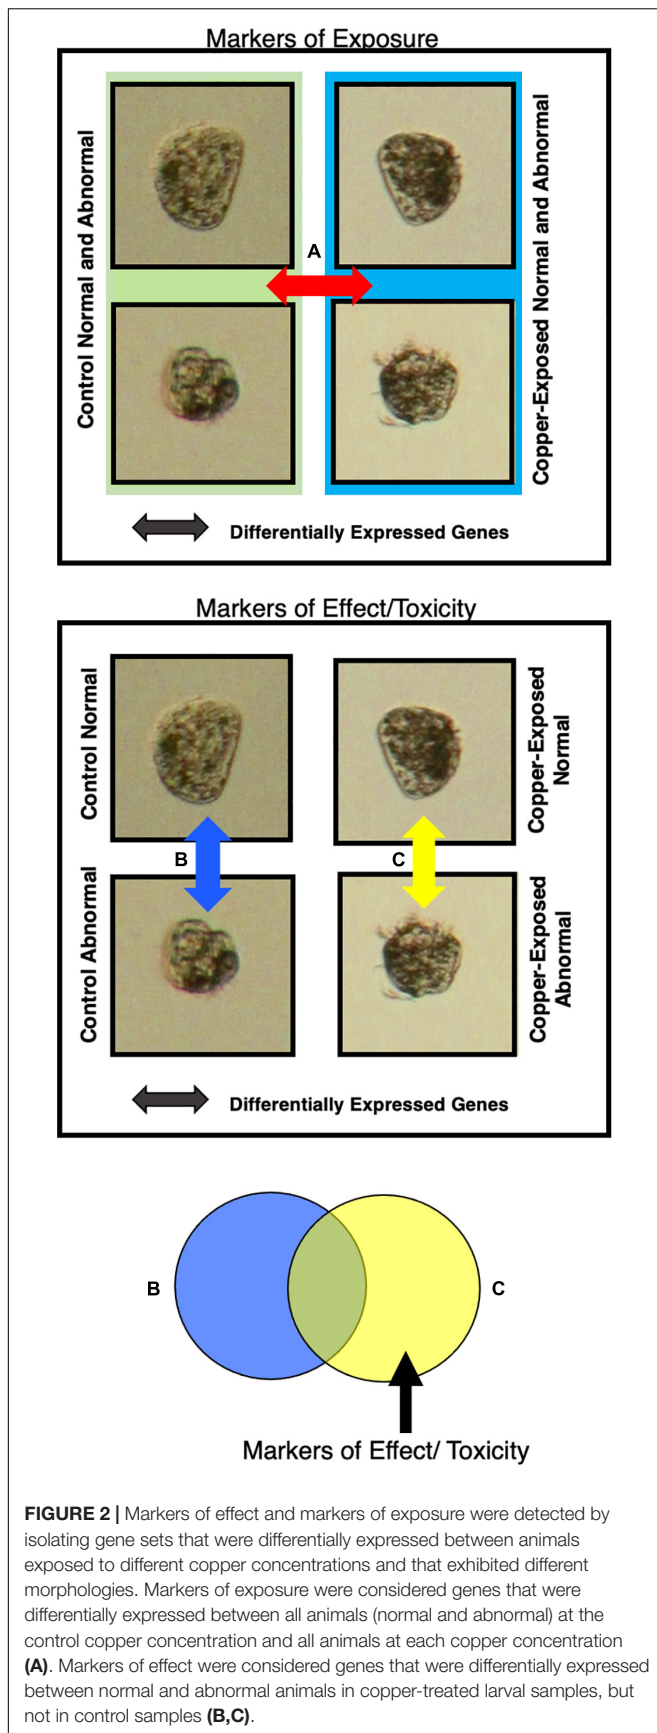 Markers of Exposure
Control Normal and Abnormal
A
Copper-Exposed Normal and Abnormal
Differentially Expressed Genes
Markers of Effect/Toxicity
Control Normal
Copper-Exposed
Normal
B
C
Control Abnormal
Copper-Exposed
Abnormal
Differentially Expressed Genes
B
C
Markers of Effect/ Toxicity
FIGURE 2 | Markers of effect and markers of exposure were detected by
isolating gene sets that were differentially expressed between animals
exposed to different copper concentrations and that exhibited different
morphologies. Markers of exposure were considered genes that were
differentially expressed between all animals (normal and abnormal) at the
control copper concentration and all animals at each copper concentration
(A). Markers of effect were considered genes that were differentially expressed
between normal and abnormal animals in copper-treated larval samples, but
not in control samples (B,C).